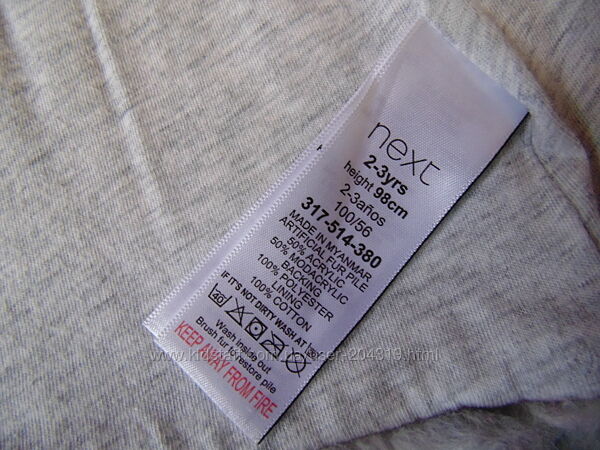 next
2-3yrs
height 98cm
2-3años
100/56
317-514-380
MADE IN MYANMAR
ARTIFICIAL FUR PILE
50% ACRYLIC
50% MODACRYLIC
BACKING
100% POLYESTER
LINING
100% COTTON
IF IT'S NOT DIRTY WASH AT
40
Wash inside out
Brush fur to restore pile
KEEP AWAY FROM FIRE